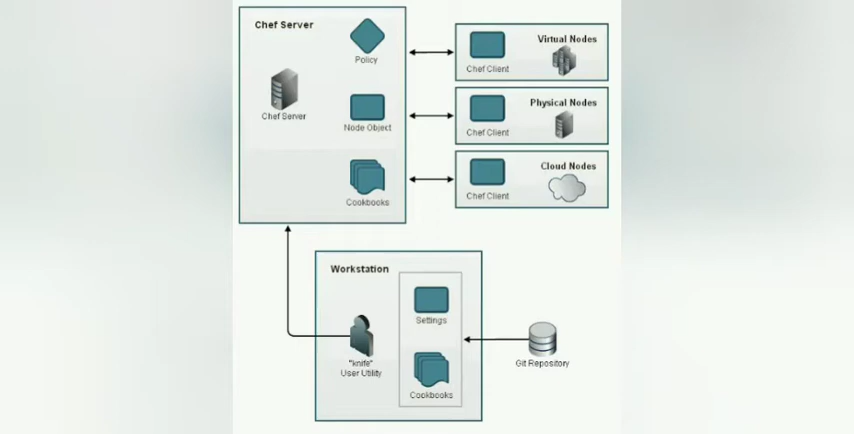 Chef Server
Policy
Chef Server
Node Object
Cookbooks
Virtual Nodes
Chef Client
Physical Nodes
Chef Client
Cloud Nodes
Chef Client
Workstation
Settings
"knife"
User Utility
Cookbooks
Git Repository